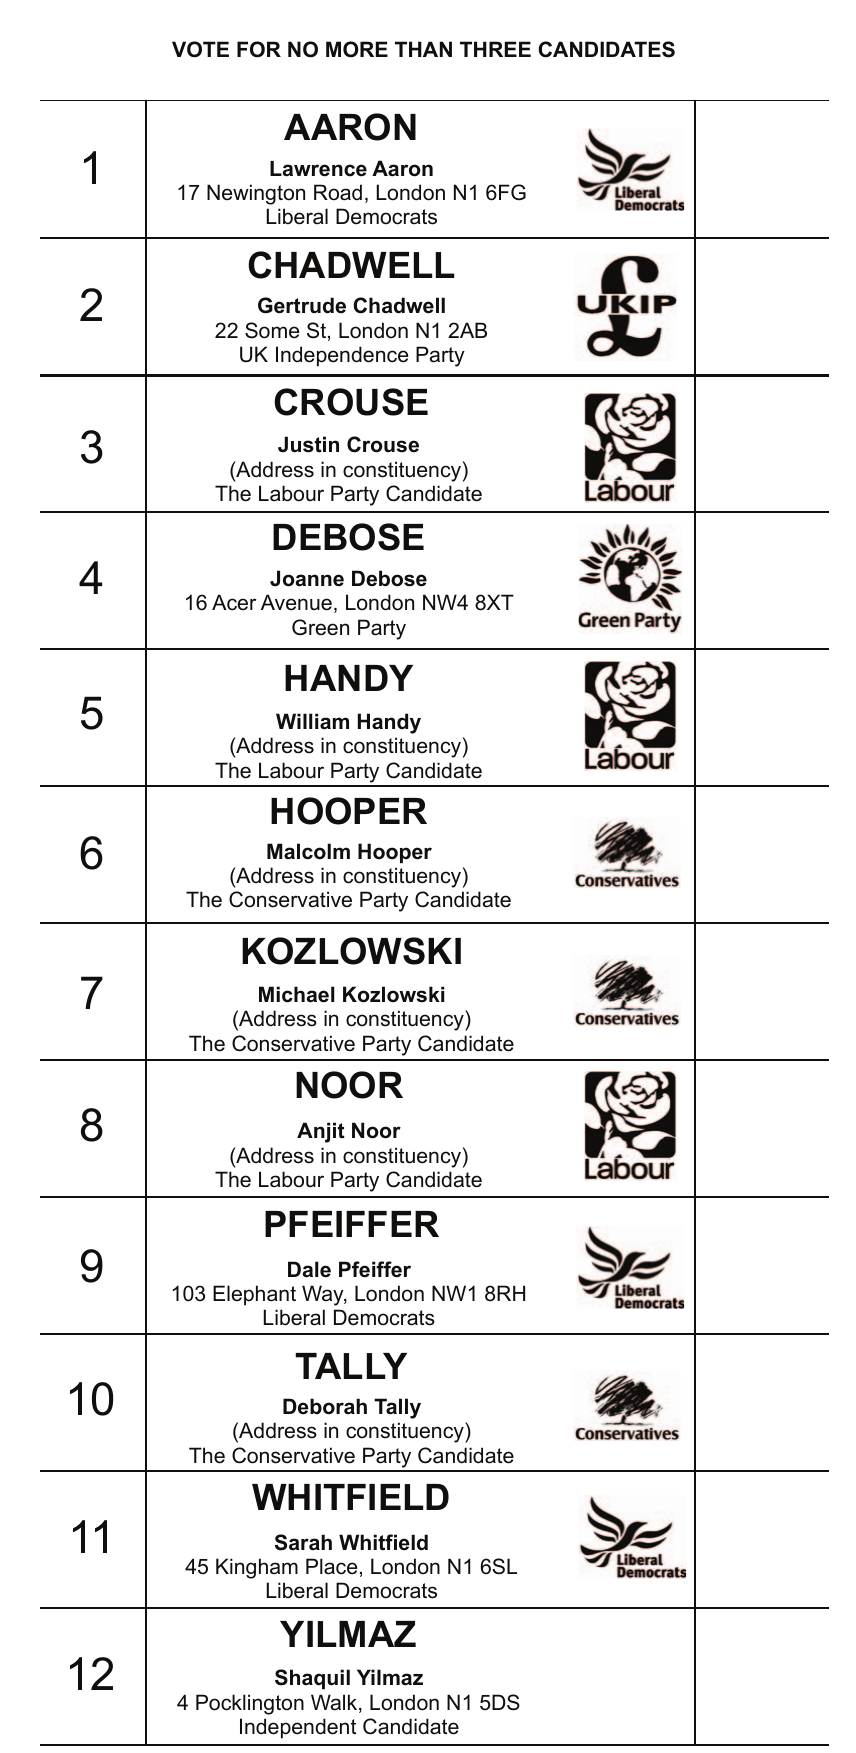 VOTE FOR NO MORE THAN THREE CANDIDATES
1
AARON
Lawrence Aaron
17 Newington Road, London N1 6FG
Liberal Democrats
Liberal
Democrats
2
CHADWELL
Gertrude Chadwell
22 Some St, London N1 2AB
UK Independence Party
UKIP
£
3
CROUSE
Justin Crouse
(Address in constituency)
The Labour Party Candidate
Labour
4
DEBOSE
Joanne Debose
16 Acer Avenue, London NW4 8XT
Green Party
Green Party
5
HANDY
William Handy
(Address in constituency)
The Labour Party Candidate
Labour
6
HOOPER
Malcolm Hooper
(Address in constituency)
The Conservative Party Candidate
Conservatives
7
KOZLOWSKI
Michael Kozlowski
(Address in constituency)
The Conservative Party Candidate
Conservatives
8
NOOR
Anjit Noor
(Address in constituency)
The Labour Party Candidate
Labour
9
PFEIFFER
Dale Pfeiffer
103 Elephant Way, London NW1 8RH
Liberal Democrats
Liberal
Democrats
10
TALLY
Deborah Tally
(Address in constituency)
The Conservative Party Candidate
Conservatives
11
WHITFIELD
Sarah Whitfield
45 Kingham Place, London N1 6SL
Liberal Democrats
Liberal
Democrats
12
YILMAZ
Shaquil Yilmaz
4 Pocklington Walk, London N1 5DS
Independent Candidate